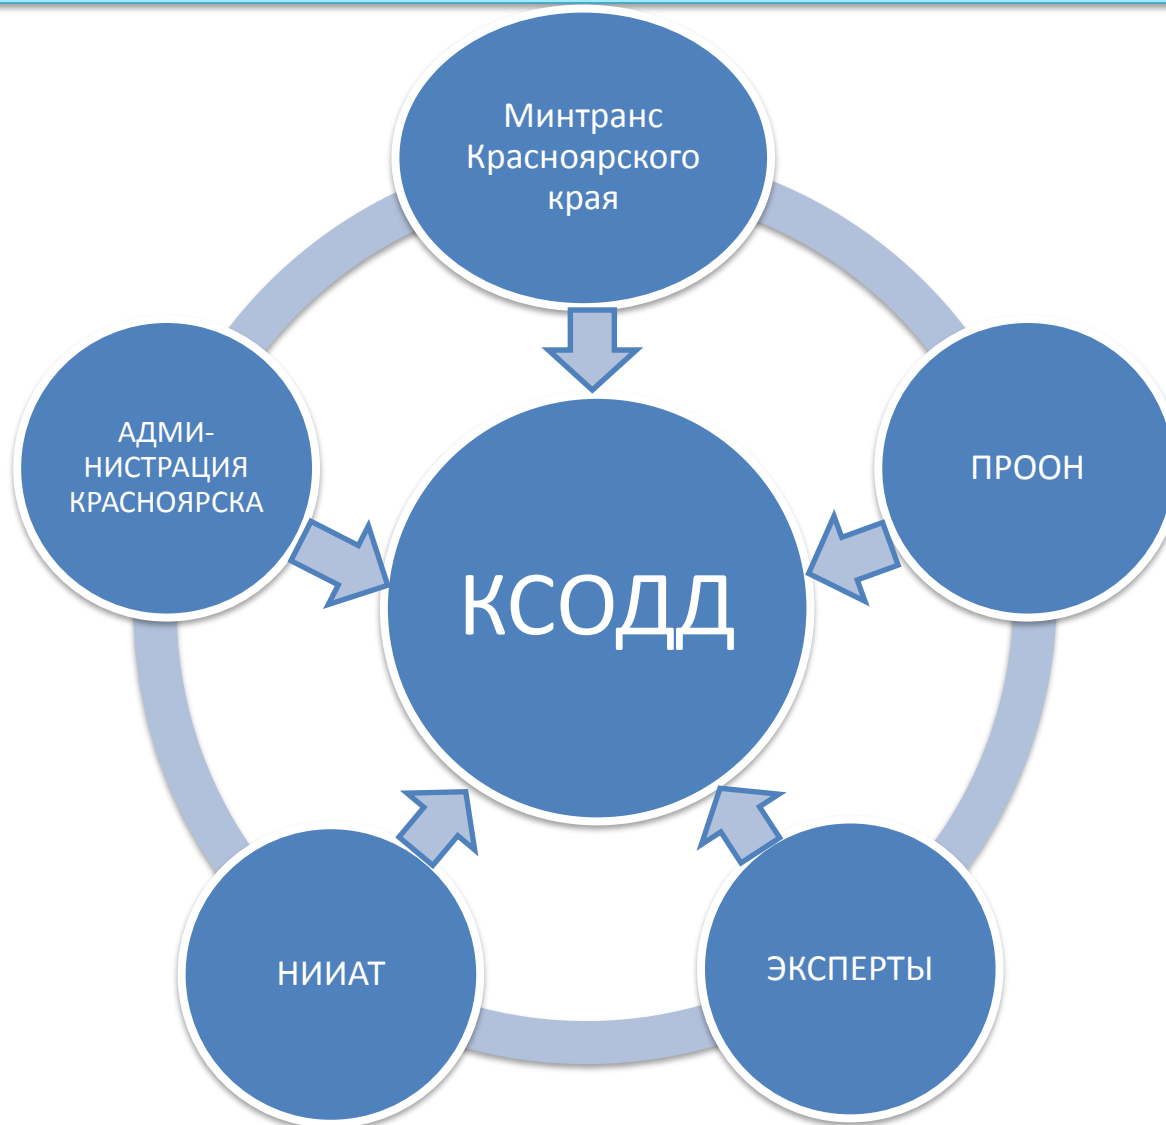 Минтранс
Красноярского
края
АДМИ-
НИСТРАЦИЯ
КРАСНОЯРСКА
ПРООН
КСОДД
НИИАТ
ЭКСПЕРТЫ